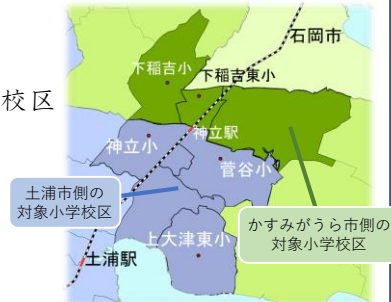 石岡市
下稲吉小
下稲吉東小
校区
神立駅
神立小
菅谷小
土浦市側の
対象小学校区
かすみがうら市側の
対象小学校区
上大津東小
土浦駅